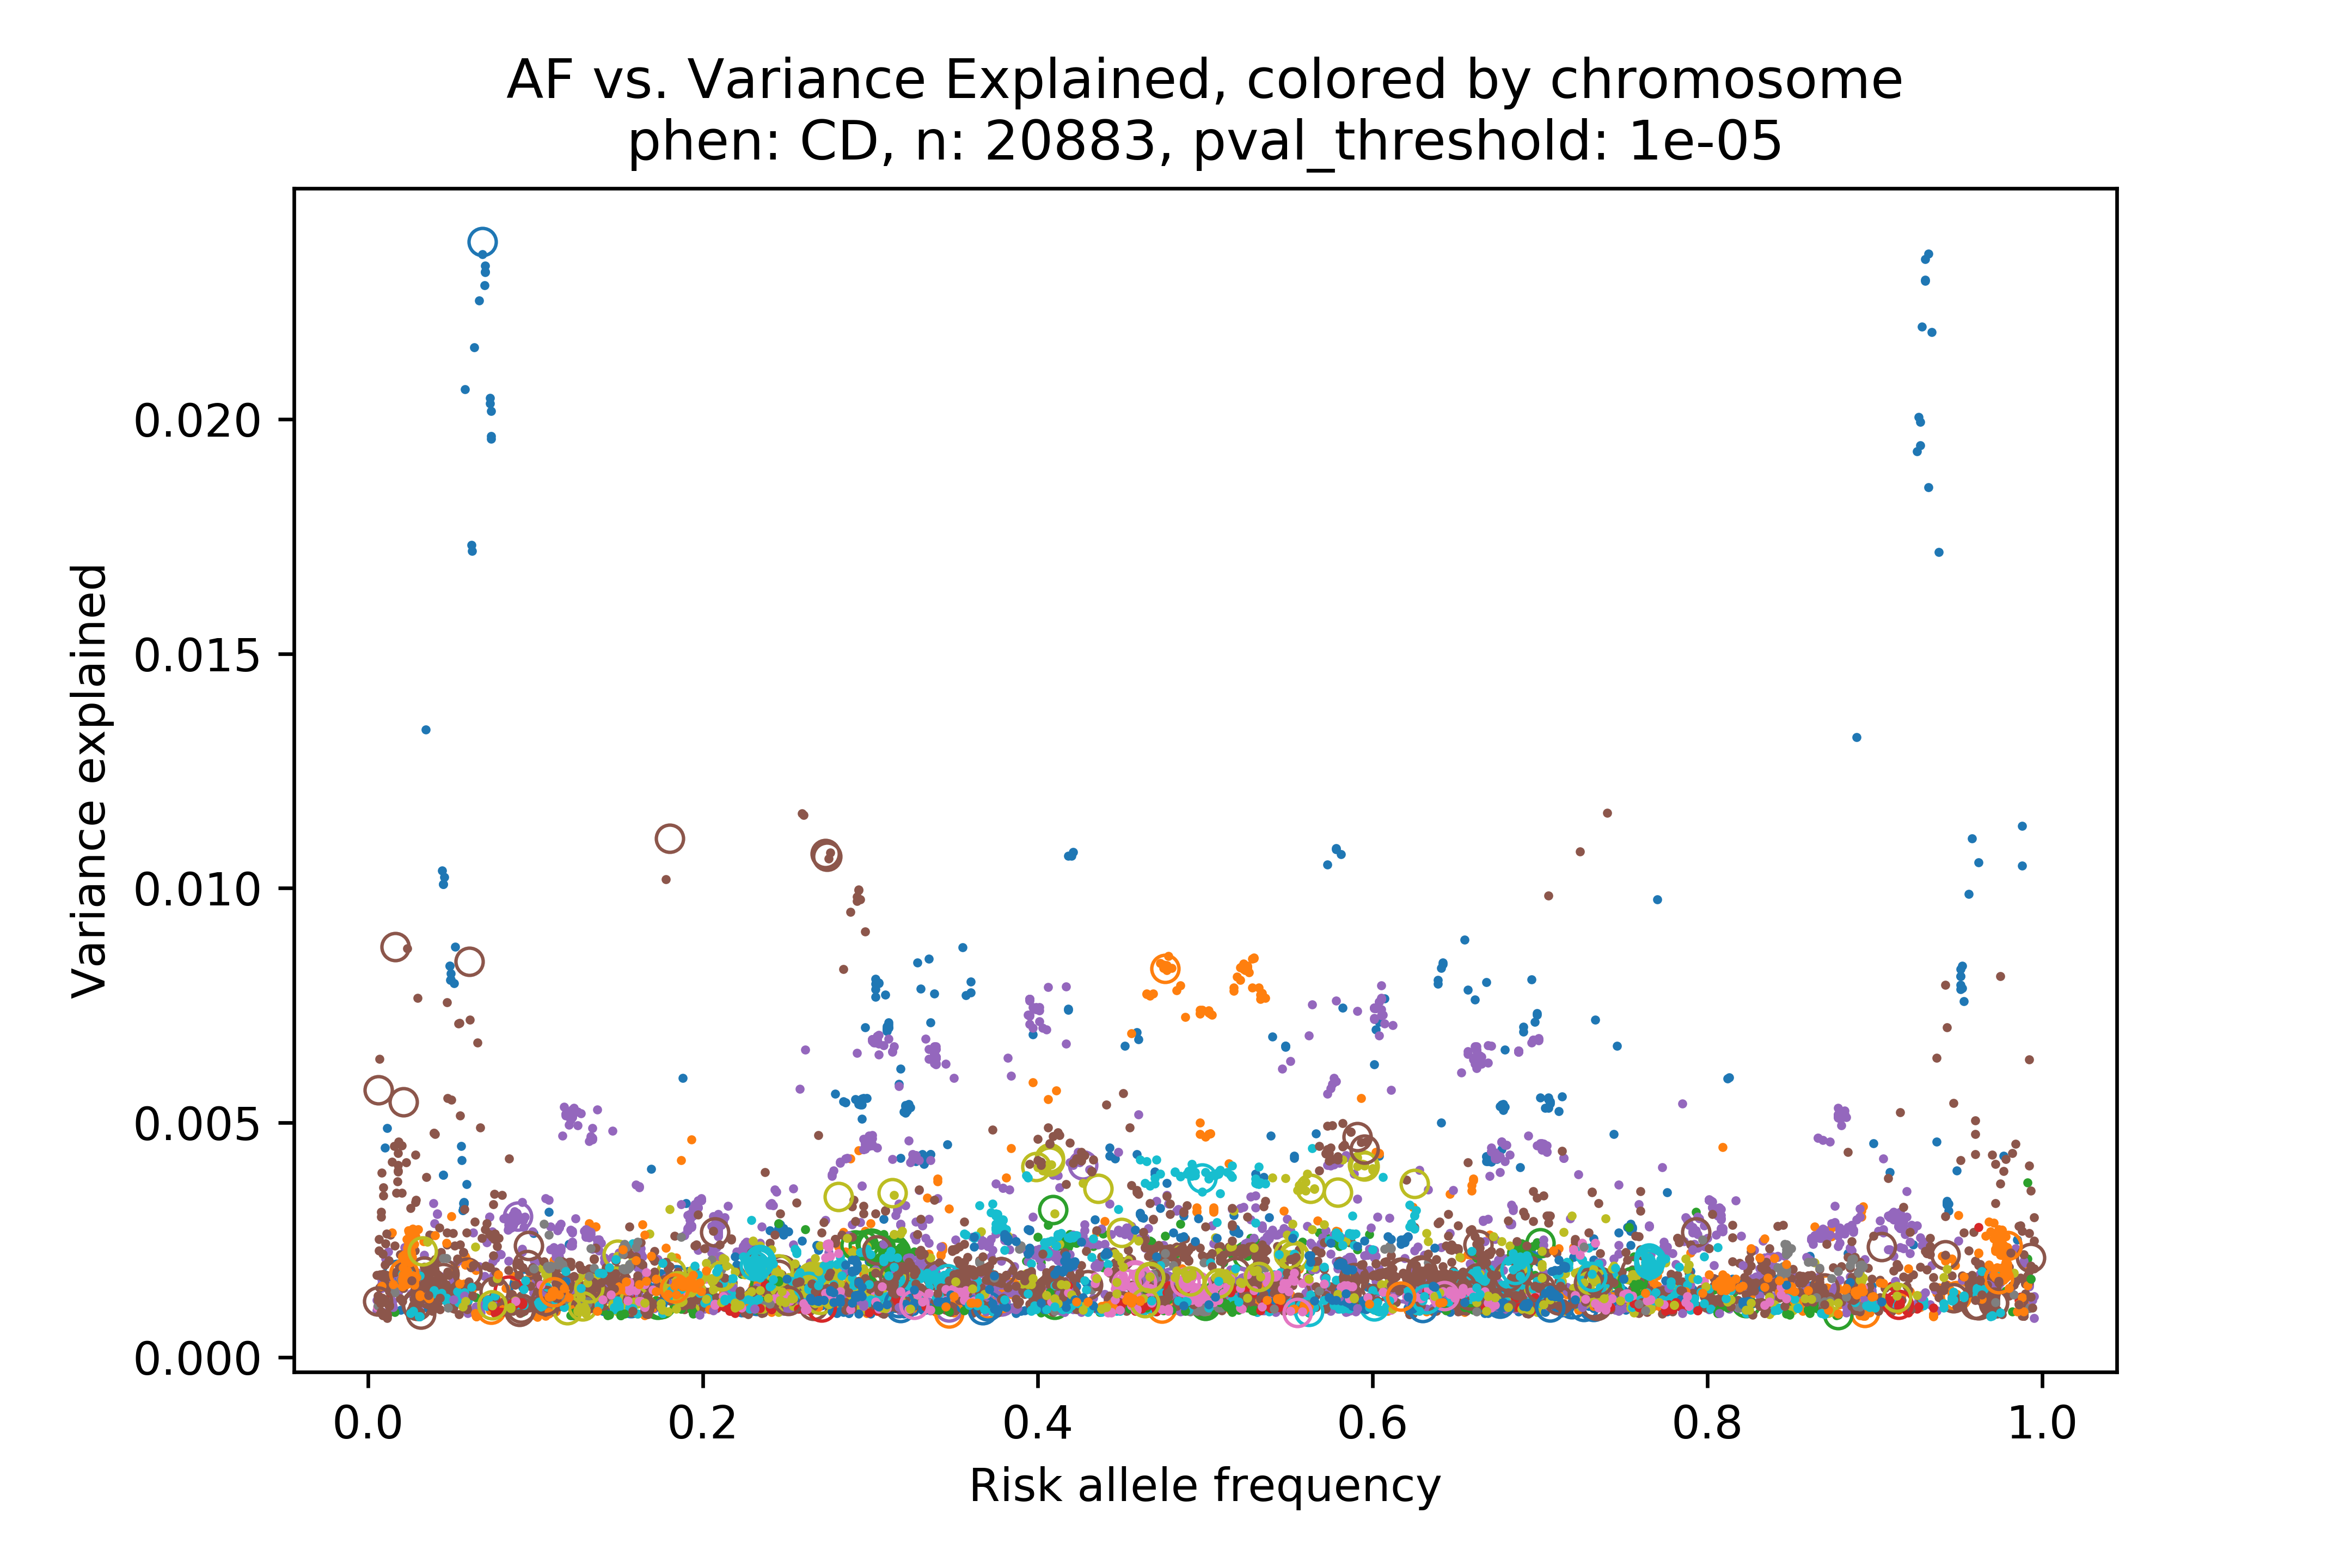 AF vs. Variance Explained, colored by chromosome
phen: CD, n: 20883, pval_threshold: 1e-05
Variance explained
0.020
0.015
0.010
0.005
0.000
0.0 0.2 0.4 0.6 0.8 1.0
Risk allele frequency